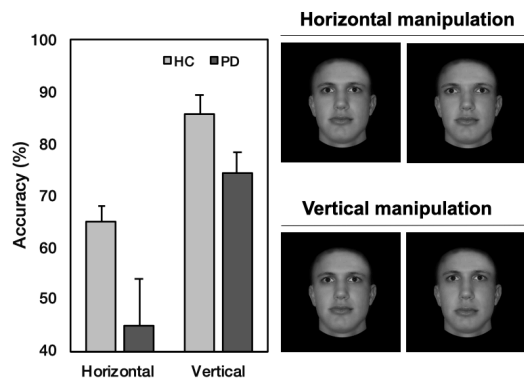 Horizontal manipulation
100
HC PD
90
80
70
60
50
40
Accuracy (%)
Horizontal Vertical
Vertical manipulation